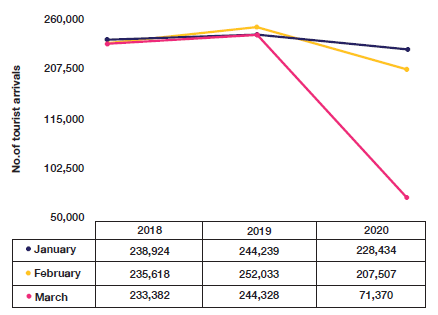 260,000
207,500
115,000
102,500
50,000
No.of tourist arrivals
2018 2019 2020
January 238,924 244,239 228,434
February 235,618 252,033 207,507
March 233,382 244,328 71,370